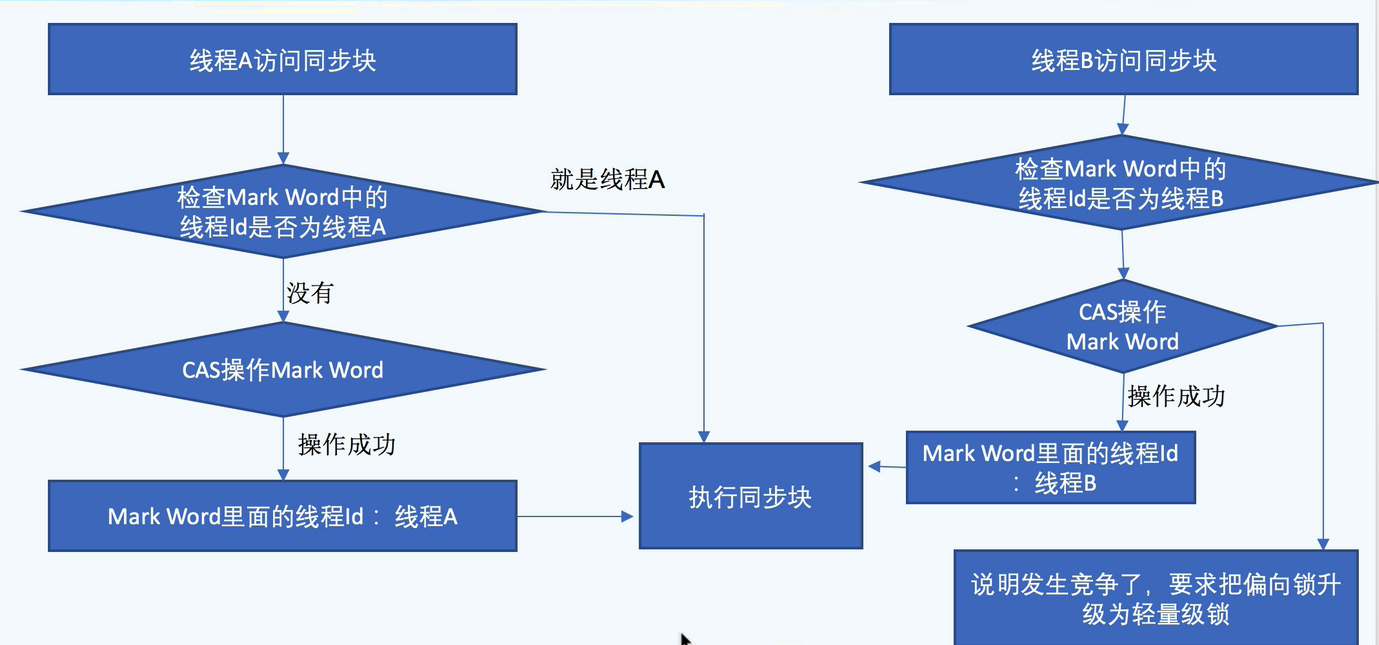 线程A访问同步块
检查Mark Word中的
线程Id是否为线程A
就是线程A
没有
CAS操作Mark Word
操作成功
Mark Word里面的线程Id：线程A
执行同步块
线程B访问同步块
检查Mark Word中的
线程Id是否为线程B
CAS操作
Mark Word
操作成功
Mark Word里面的线程Id
：线程B
说明发生竞争了，要求把偏向锁升
级为轻量级锁